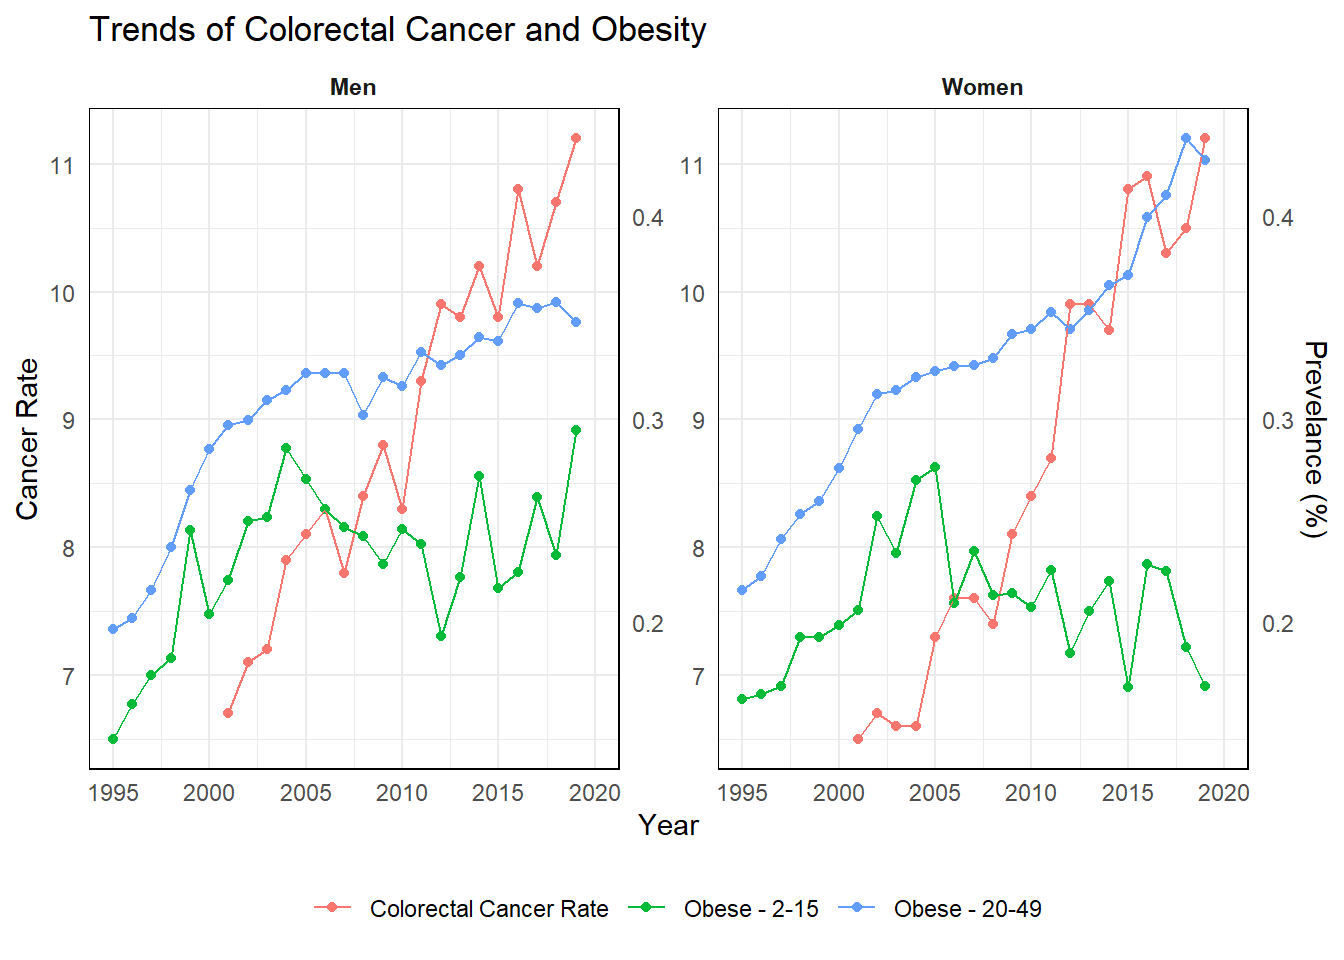 Trends of Colorectal Cancer and Obesity
Men
Women
11
10
9
8
7
0.4
0.3
0.2
11
10
9
8
7
0.4
0.3
0.2
Cancer Rate
Prevelance (%)
1995 2000 2005 2010 2015 2020
1995 2000 2005 2010 2015 2020
Year
Colorectal Cancer Rate Obese - 2-15 Obese - 20-49